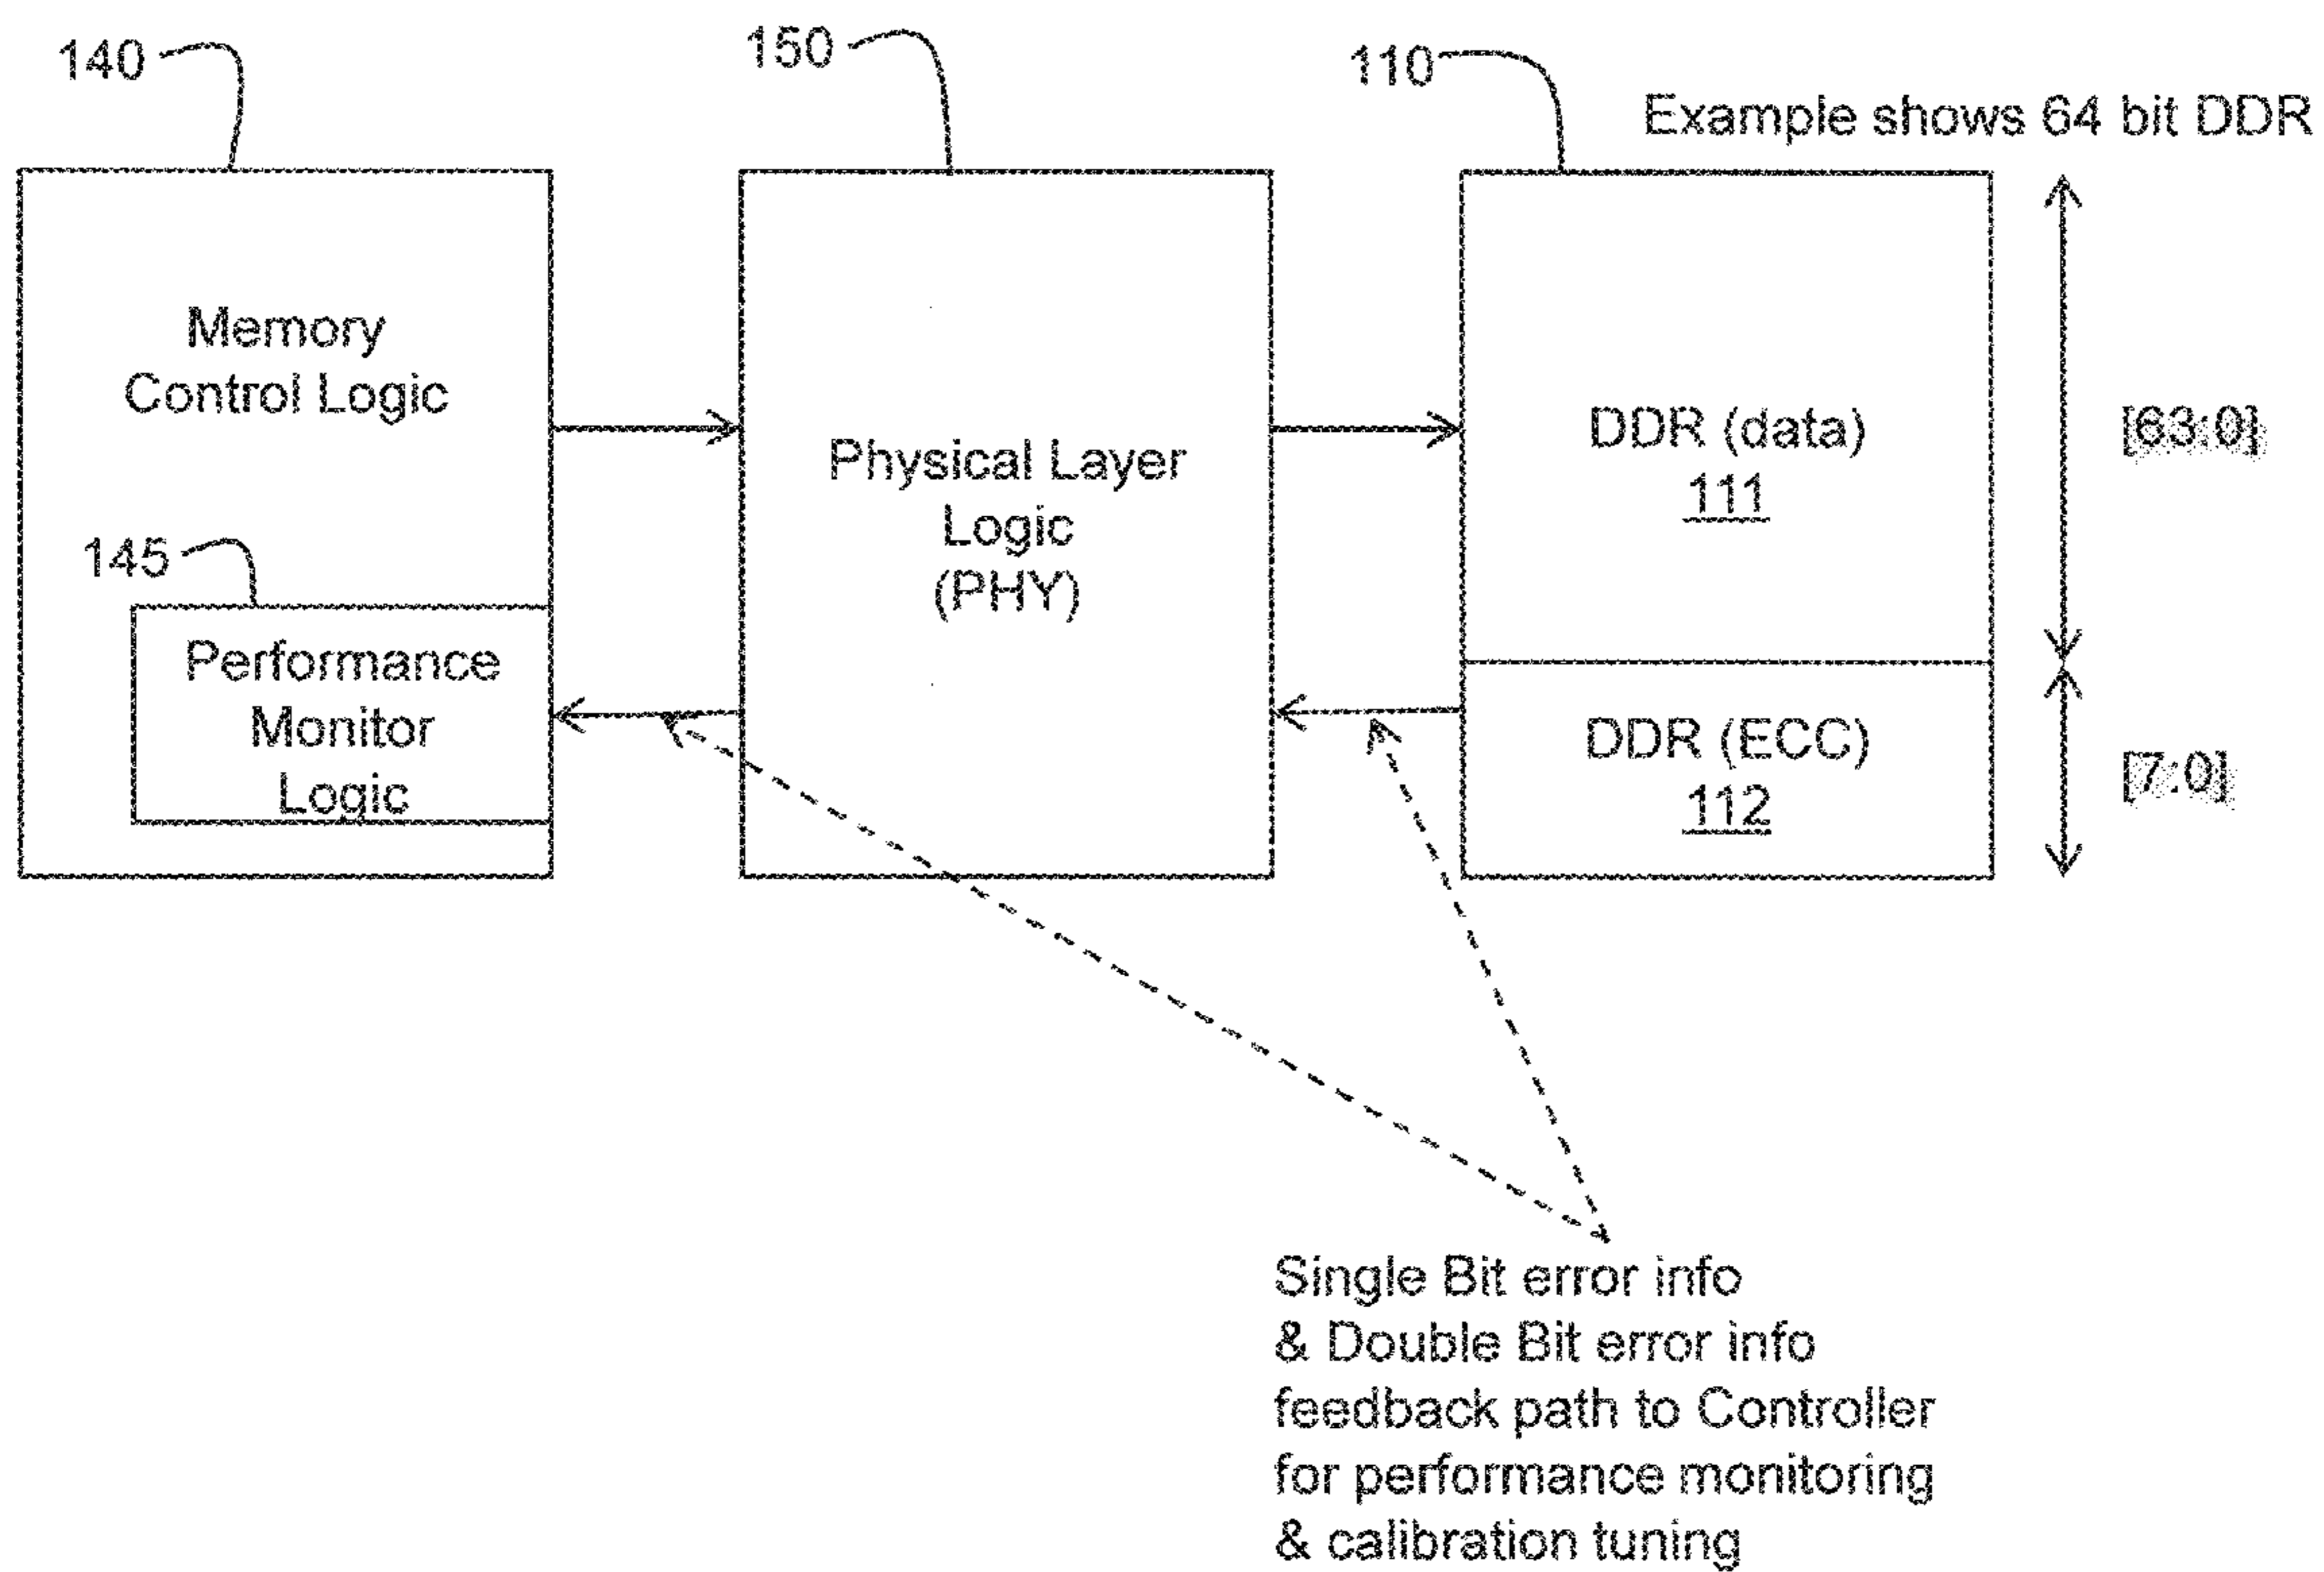 140
150
110
Example shows 64 bit DDR
Memory
Control Logic
145
Performance
Monitor
Logic
Physical Layer
Logic
(PHY)
DDR (data)
111
[63:0]
DDR (ECC)
112
[7:0]
Single Bit error info
& Double Bit error info
feedback path to Controller
for performance monitoring
& calibration tuning